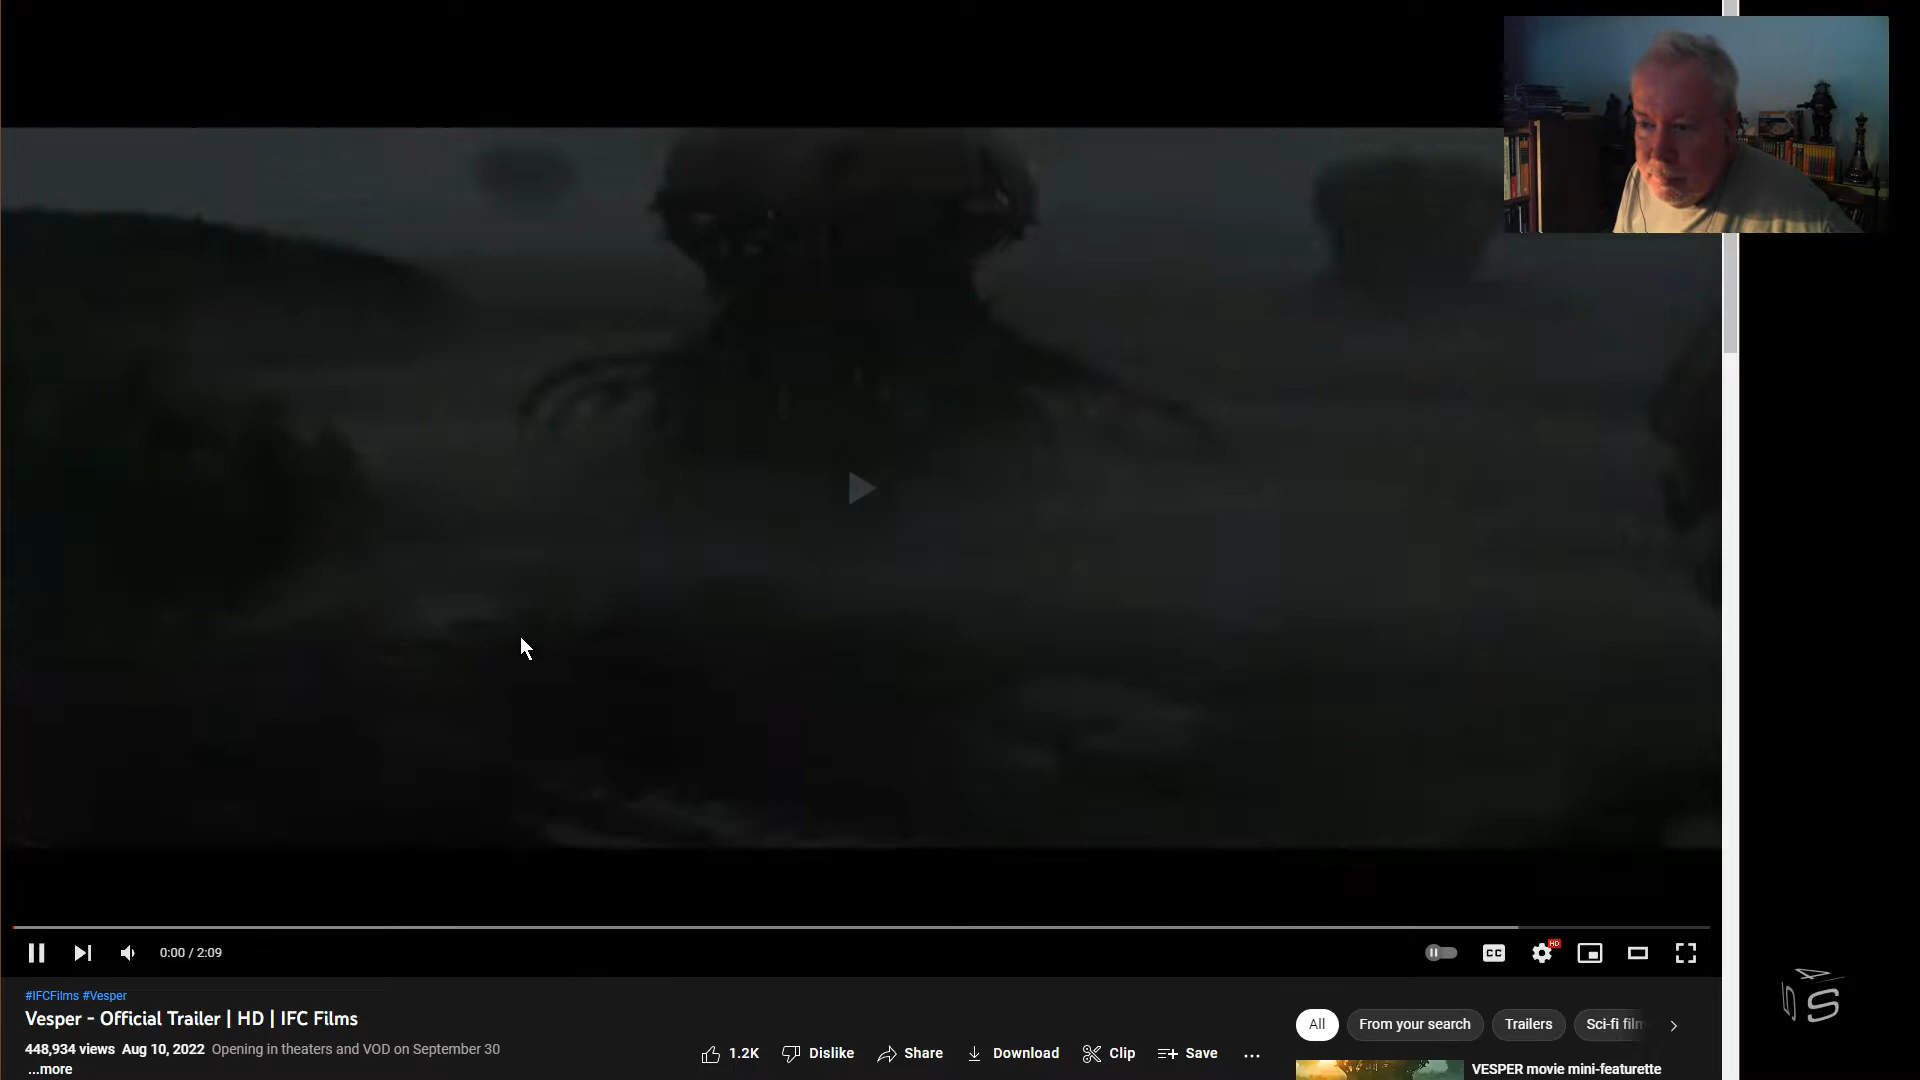 0:00 / 2:09
CC
HD
#IFCFilms #Vesper
Vesper - Official Trailer | HD | IFC Films
448,934 views Aug 10, 2022 Opening in theaters and VOD on September 30
...more
1.2K Dislike Share Download Clip Save ...
All From your search Trailers Sci-fi film
VESPER movie mini-featurette